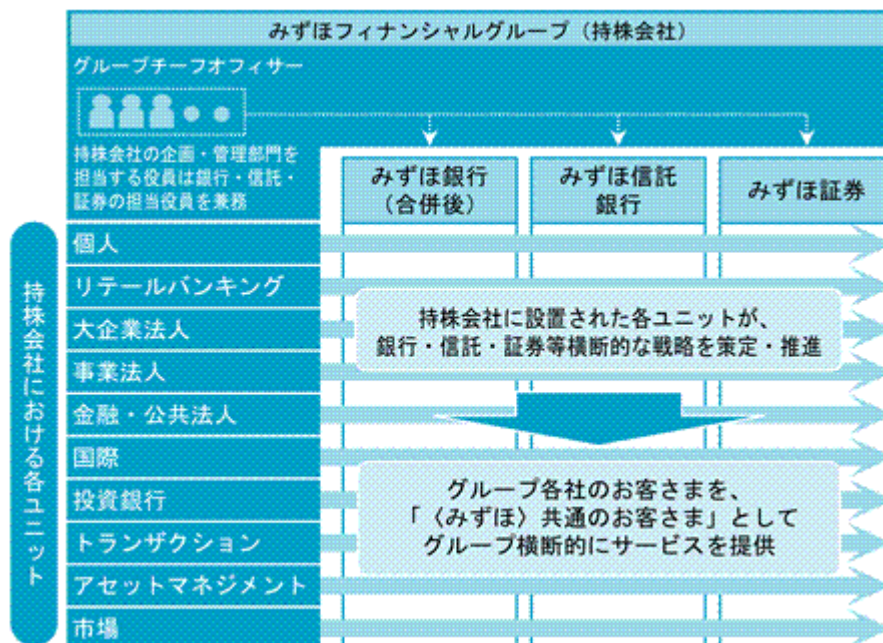 みずほフィナンシャルグループ（持株会社）
グループチーフオフィサー
持株会社の企画・管理部門を
担当する役員は銀行・信託・
証券の担当役員を兼務
みずほ銀行
（合併後）
みずほ信託
銀行
みずほ証券
持株会社における各ユニット
個人
リテールバンキング
大企業法人
事業法人
金融・公共法人
国際
投資銀行
トランザクション
アセットマネジメント
市場
持株会社に設置された各ユニットが、
銀行・信託・証券等横断的な戦略を策定・推進
グループ各社のお客さまを、
「〈みずほ〉共通のお客さま」として
グループ横断的にサービスを提供